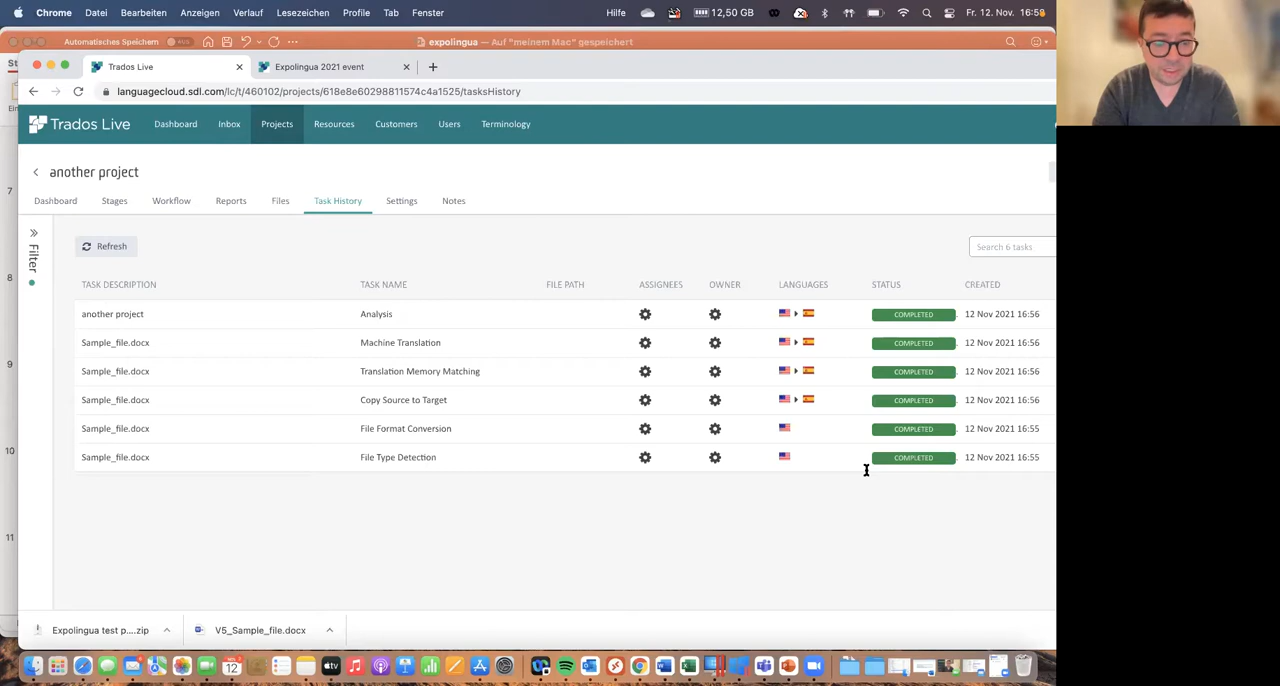 Chrome Datei Bearbeiten Anzeigen Verlauf Lesezeichen Profile Tab Fenster Hilfe 12,50 GB Fr. 12. Nov. 16:58
Automatisches Speichern expolingua — Auf "meinem Mac" gespeichert
Trados Live Expolingua 2021 event
languagecloud.sdl.com/lc/t/460102/projects/618e8e60298811574c4a1525/tasksHistory
Trados Live Dashboard Inbox Projects Resources Customers Users Terminology
another project
Dashboard Stages Workflow Reports Files Task History Settings Notes
Filter
Refresh Search 6 tasks
TASK DESCRIPTION TASK NAME FILE PATH ASSIGNEES OWNER LANGUAGES STATUS CREATED
another project Analysis COMPLETED 12 Nov 2021 16:56
Sample_file.docx Machine Translation COMPLETED 12 Nov 2021 16:56
Sample_file.docx Translation Memory Matching COMPLETED 12 Nov 2021 16:56
Sample_file.docx Copy Source to Target COMPLETED 12 Nov 2021 16:56
Sample_file.docx File Format Conversion COMPLETED 12 Nov 2021 16:55
Sample_file.docx File Type Detection COMPLETED 12 Nov 2021 16:55
7
8
9
10
11
Expolingua test p....zip V5_Sample_file.docx